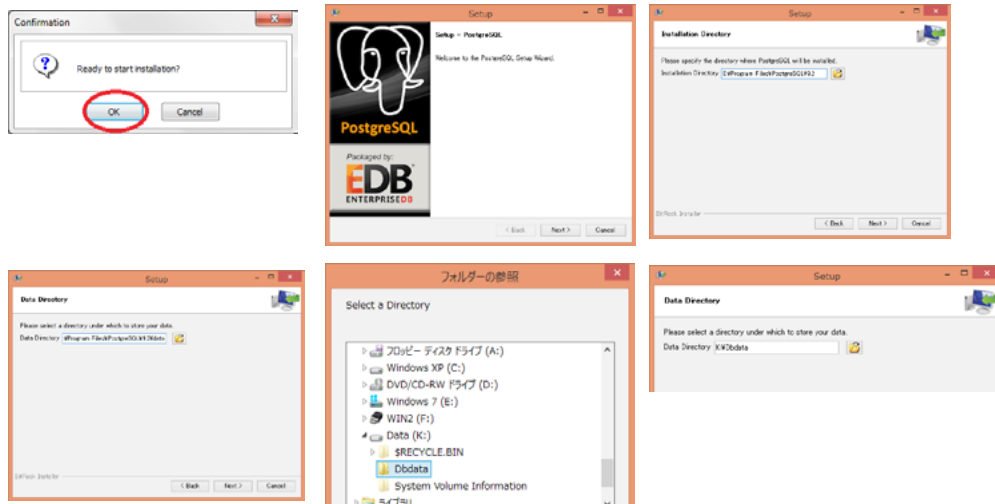 Confirmation
Ready to start installation?
OK
Cancel
Setup
Setup - PostgreSQL
Welcome to the PostgreSQL Setup Wizard.
PostgreSQL
Packaged by:
EDB
ENTERPRISEDB
< Back
Next >
Cancel
Setup
Installation Directory
Please specify the directory where PostgreSQL will be installed.
Installation Directory
< Back
Next >
Cancel
Setup
Data Directory
Please select a directory under which to store your data.
Data Directory
< Back
Next >
Cancel
フォルダーの参照
Select a Directory
フロッピー ディスク ドライブ (A:)
Windows XP (C:)
DVD/CD-RW ドライブ (D:)
Windows 7 (E:)
WIN2 (F:)
Data (K:)
$RECYCLE.BIN
Dbdata
System Volume Information
ライブラリ
Setup
Data Directory
Please select a directory under which to store your data.
Data Directory K:¥Dbdata